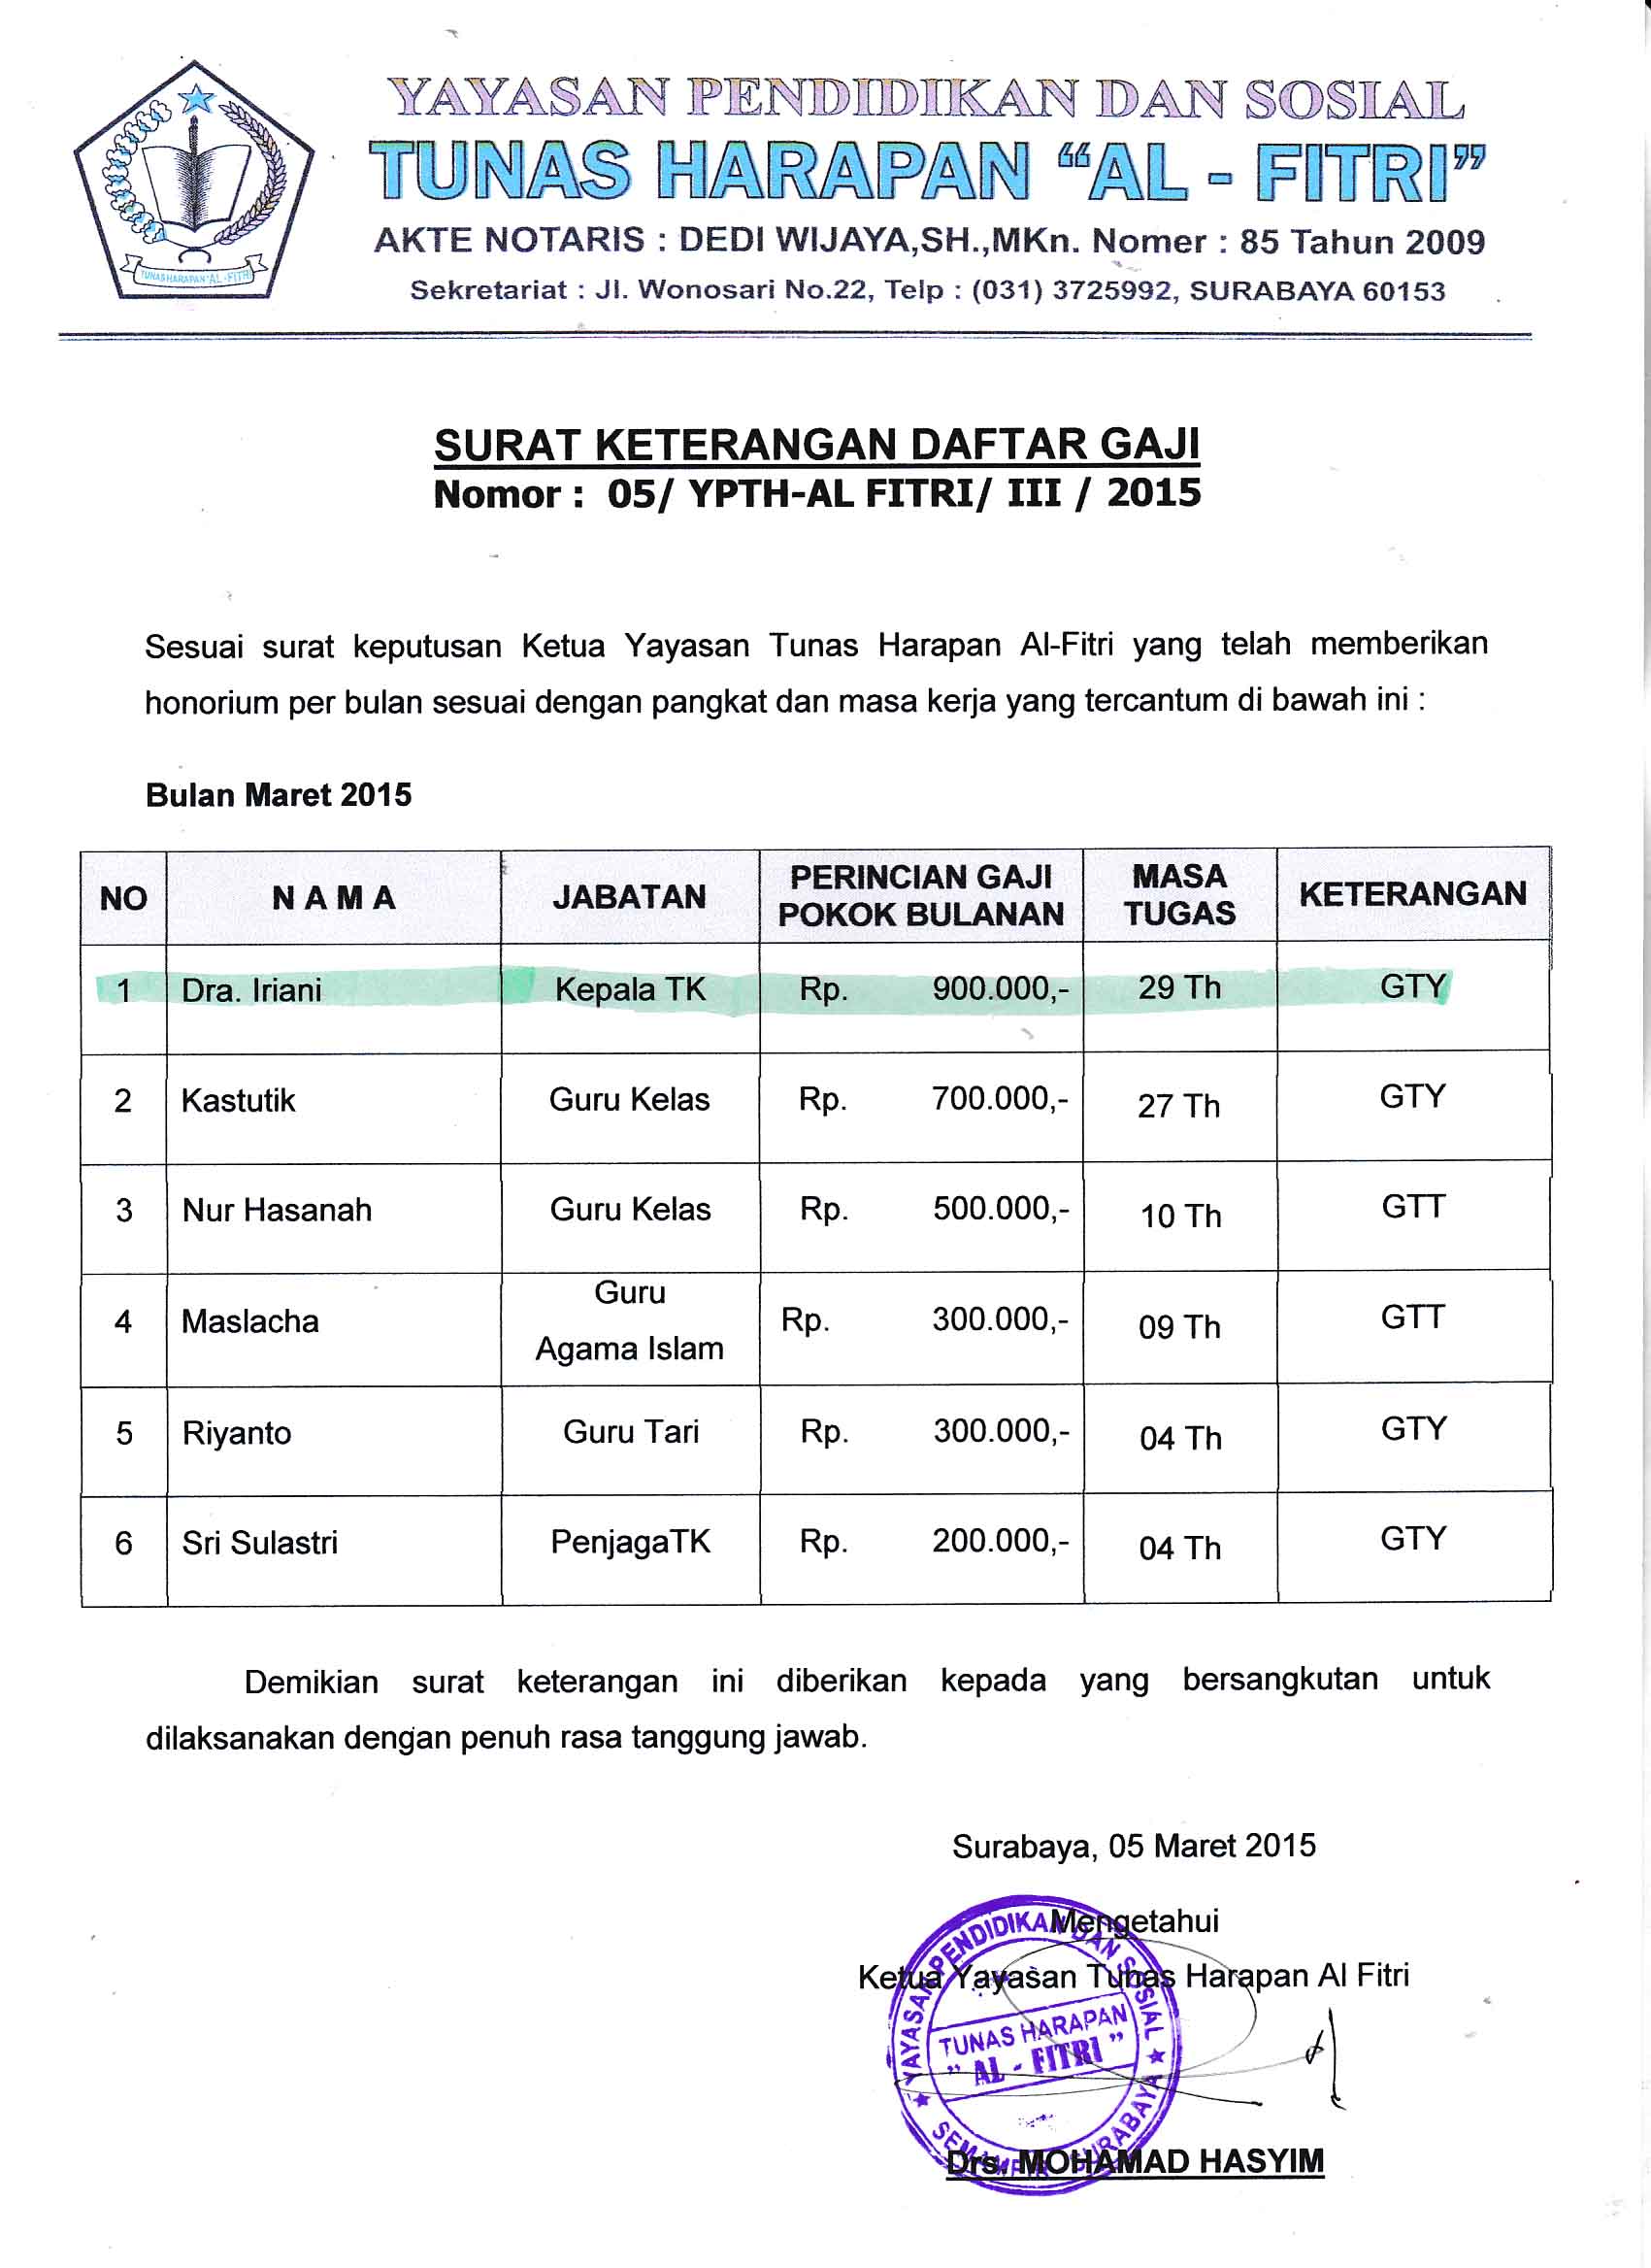 YAYASAN PENDIDIKAN DAN SOSIAL
TUNAS HARAPAN “AL - FITRI”
AKTE NOTARIS : DEDI WIJAYA,SH.,MKn. Nomer : 85 Tahun 2009
Sekretariat : Jl. Wonosari No.22, Telp : (031) 3725992, SURABAYA 60153
TUNAS HARAPAN "AL - FITRI
SURAT KETERANGAN DAFTAR GAJI
Nomor : 05/ YPTH-AL FITRI/ III / 2015
Sesuai surat keputusan Ketua Yayasan Tunas Harapan Al-Fitri yang telah memberikan
honorium per bulan sesuai dengan pangkat dan masa kerja yang tercantum di bawah ini :
Bulan Maret 2015
NO N A M A JABATAN PERINCIAN GAJI POKOK BULANAN MASA TUGAS KETERANGAN
1 Dra. Iriani Kepala TK Rp. 900.000,- 29 Th GTY
2 Kastutik Guru Kelas Rp. 700.000,- 27 Th GTY
3 Nur Hasanah Guru Kelas Rp. 500.000,- 10 Th GTT
4 Maslacha Guru Agama Islam Rp. 300.000,- 09 Th GTT
5 Riyanto Guru Tari Rp. 300.000,- 04 Th GTY
6 Sri Sulastri PenjagaTK Rp. 200.000,- 04 Th GTY
Demikian surat keterangan ini diberikan kepada yang bersangkutan untuk
dilaksanakan dengan penuh rasa tanggung jawab.
Surabaya, 05 Maret 2015
Mengetahui
Ketua Yayasan Tunas Harapan Al Fitri
YAYASAN PENDIDIKAN DAN SOSIAL
TUNAS HARAPAN
" AL - FITRI "
SEMAMPIR SURABAYA
Drs. MOHAMAD HASYIM